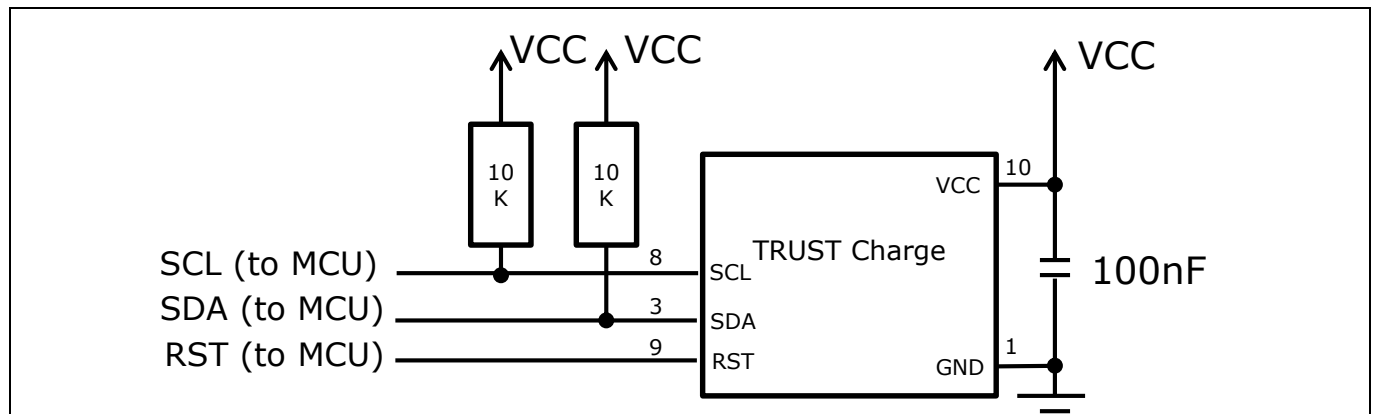 VCC VCC
VCC
10
K
10
K
10
VCC
TRUST Charge
100nF
SCL (to MCU)
8
SCL
SDA (to MCU)
3
SDA
RST (to MCU)
9
RST
1
GND